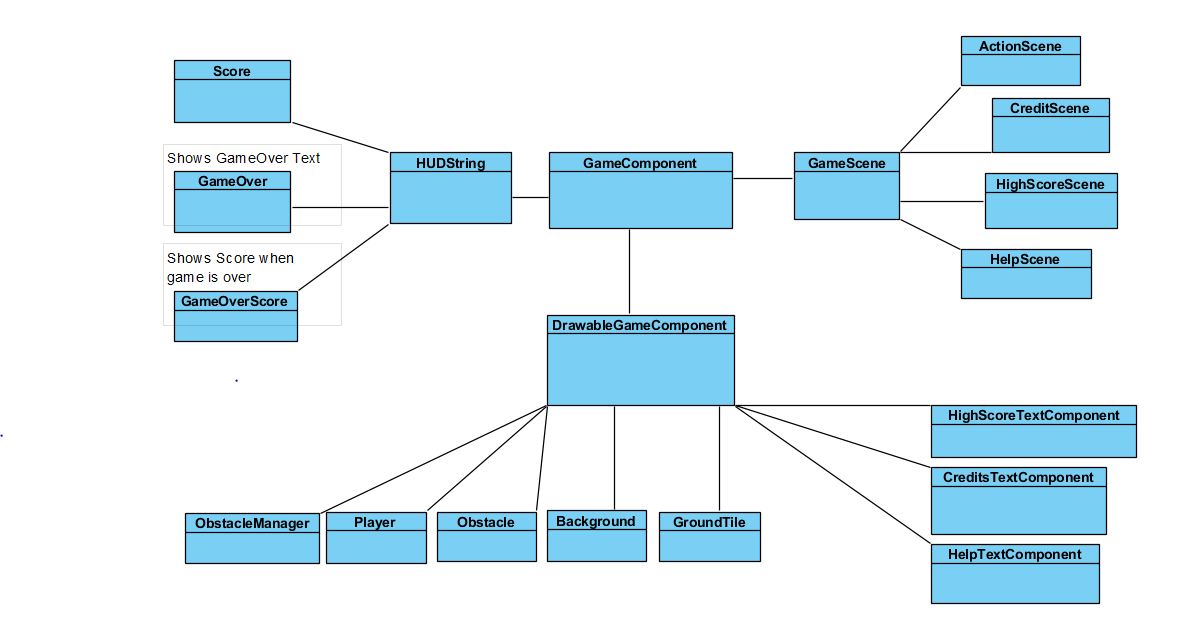 ActionScene
Score
CreditScene
Shows GameOver Text
HUDString
GameComponent
GameScene
GameOver
HighScoreScene
Shows Score when
game is over
HelpScene
GameOverScore
DrawableGameComponent
HighScoreTextComponent
CreditsTextComponent
ObstacleManager
Player
Obstacle
Background
GroundTile
HelpTextComponent